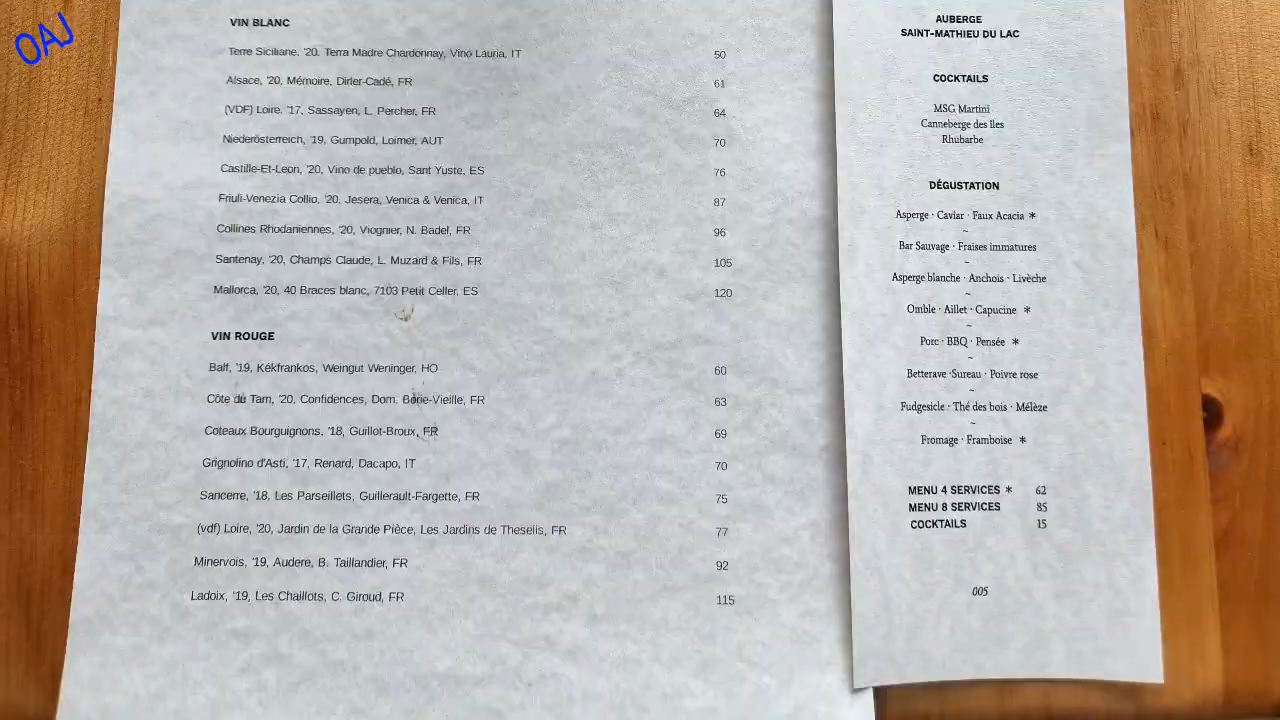 OAJ
VIN BLANC
Terre Siciliane, '20. Terra Madre Chardonnay, Vino Lauria, IT 50
Alsace, '20, Mémoire, Dirler-Cadé, FR 61
(VDF) Loire, '17, Sassayen, L. Percher, FR 64
Niederösterreich, '19, Gumpold, Loimer, AUT 70
Castille-Et-Leon, '20, Vino de pueblo, Sant Yuste, ES 76
Friuli-Venezia Collio, '20, Jesera, Venica & Venica, IT 87
Collines Rhodaniennes, '20, Viognier, N. Badel, FR 96
Santenay, '20, Champs Claude, L. Muzard & Fils, FR 105
Mallorca, '20, 40 Braces blanc, 7103 Petit Celler, ES 120
VIN ROUGE
Balf, '19, Kékfrankos, Weingut Weninger, HO 60
Côte du Tarn, '20, Confidences, Dom. Borie-Vieille, FR 63
Coteaux Bourguignons, '18, Guillot-Broux, FR 69
Grignolino d'Asti, '17, Renard, Dacapo, IT 70
Sancerre, '18, Les Parseillets, Guillerault-Fargette, FR 75
(vdf) Loire, '20, Jardin de la Grande Pièce, Les Jardins de Theseiis, FR 77
Minervois, '19, Audere, B. Taillandier, FR 92
Ladoix, '19, Les Chaillots, C. Giroud, FR 115
AUBERGE
SAINT-MATHIEU DU LAC
COCKTAILS
MSG Martini
Canneberge des îles
Rhubarbe
DÉGUSTATION
Asperge · Caviar · Faux Acacia *
~
Bar Sauvage · Fraises immatures
~
Asperge blanche · Anchois · Livèche
~
Omble · Aillet · Capucine *
~
Porc · BBQ · Pensée *
~
Betterave ·Sureau · Poivre rose
~
Fudgesicle · Thé des bois · Mélèze
~
Fromage · Framboise *
MENU 4 SERVICES * 62
MENU 8 SERVICES 85
COCKTAILS 15
005